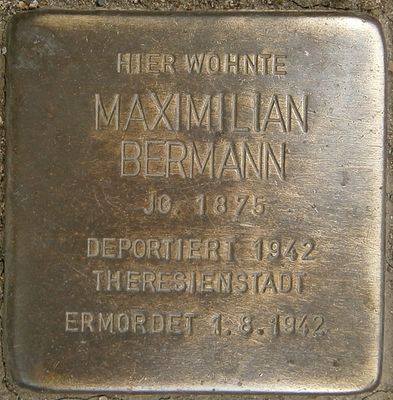 HIER WOHNTE
MAXIMILIAN
BERMANN
JG. 1875
DEPORTIERT 1942
THERESIENSTADT
ERMORDET 1.8.1942